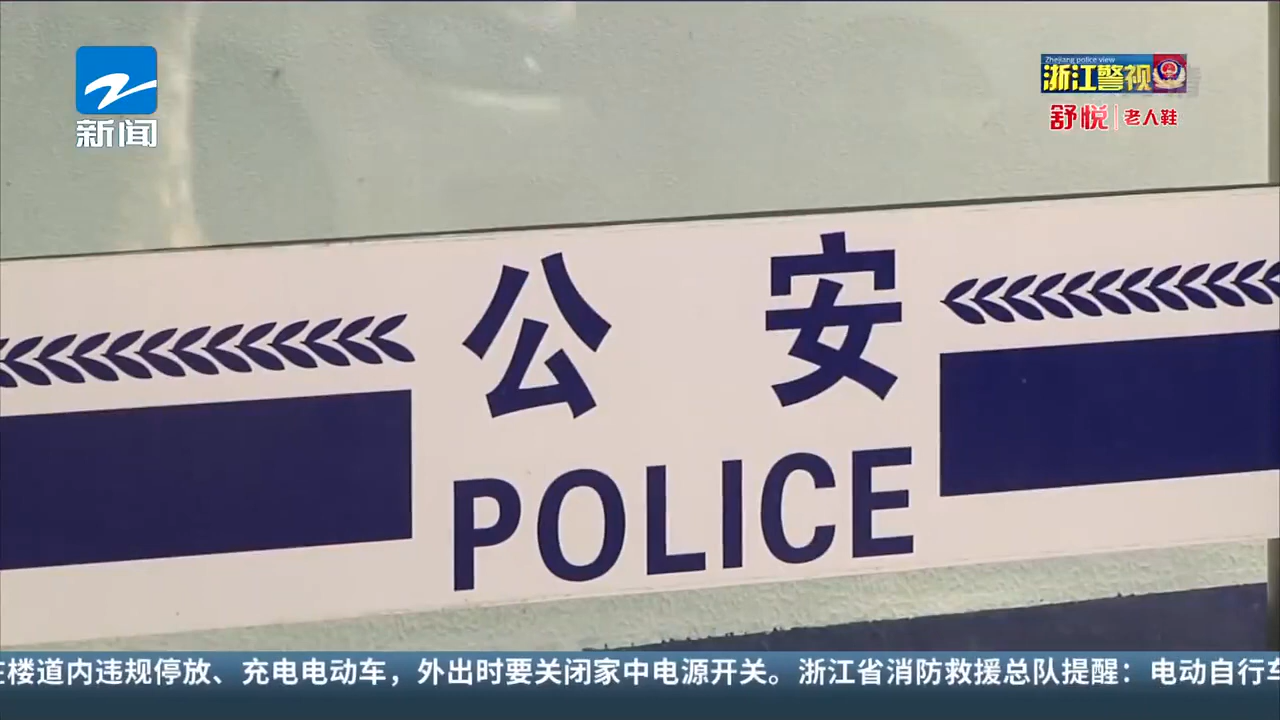 新闻
Zhejiang police view
浙江警视
舒悦 老人鞋
公安
POLICE
在楼道内违规停放、充电电动车，外出时要关闭家中电源开关。浙江省消防救援总队提醒：电动自行车